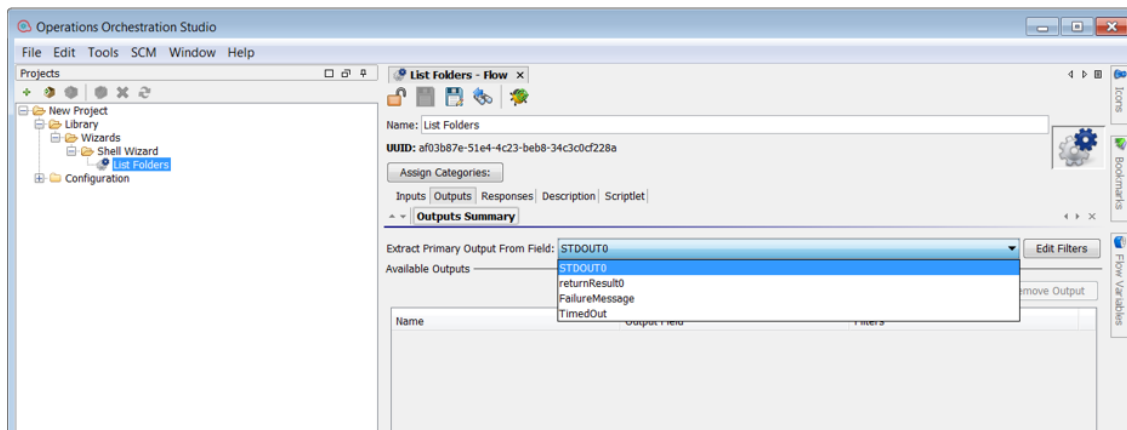 Operations Orchestration Studio
File Edit Tools SCM Window Help
Projects
New Project
Library
Wizards
Shell Wizard
List Folders
Configuration
List Folders - Flow
Name: List Folders
UUID: af03b87e-51e4-4c23-beb8-34c3c0cf228a
Assign Categories:
Inputs Outputs Responses Description Scriptlet
Outputs Summary
Extract Primary Output From Field: STDOUT0 Edit Filters
Available Outputs
STDOUT0
returnResult0
FailureMessage
TimedOut
emove Output
Name Output Field Filters
Icons
Bookmarks
Flow Variables